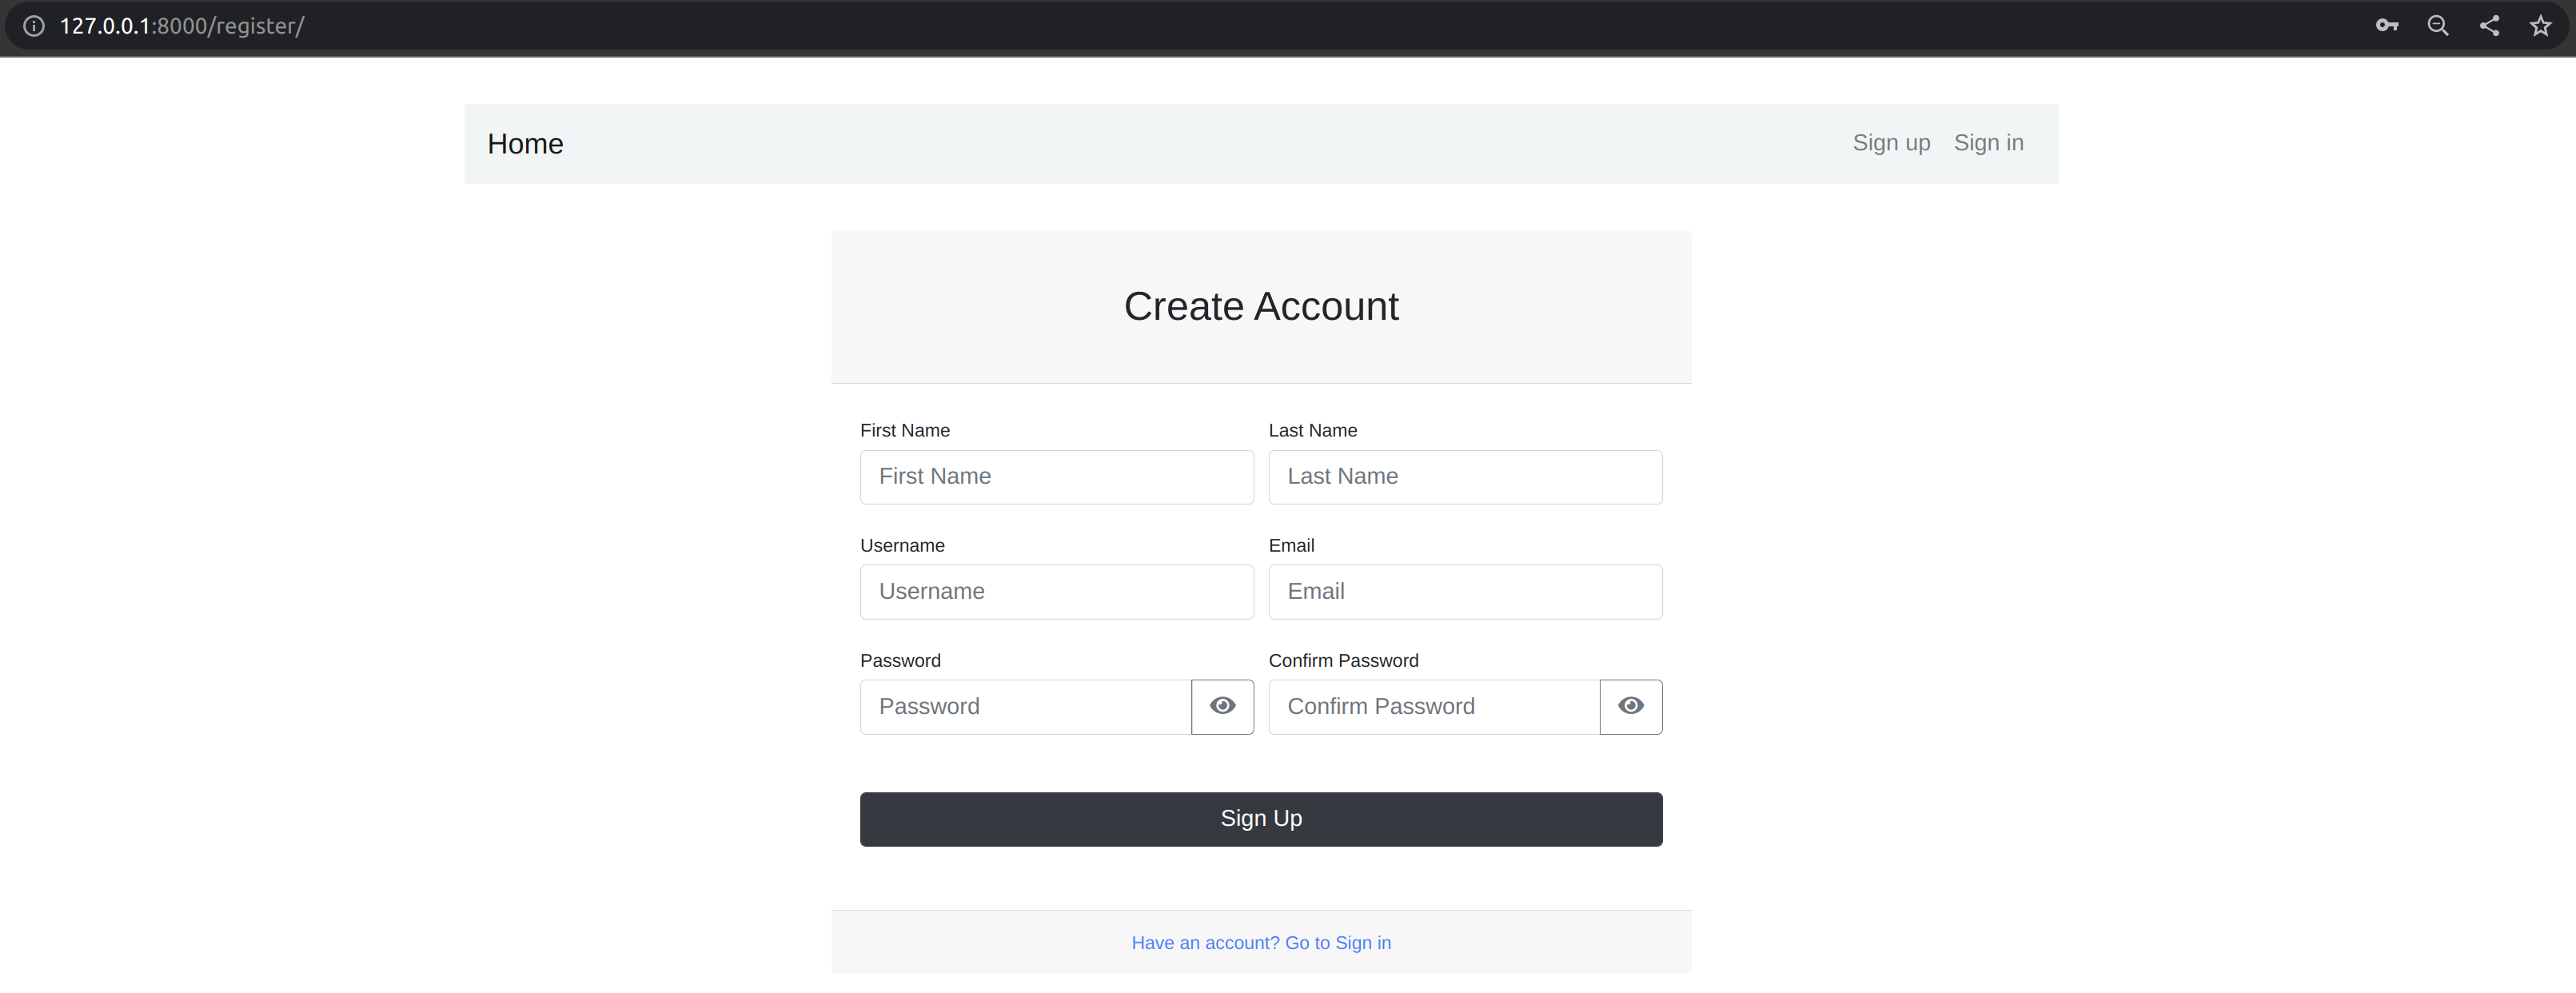 127.0.0.1:8000/register/
Home Sign up Sign in
Create Account
First Name Last Name
First Name Last Name
Username Email
Username Email
Password Confirm Password
Password Confirm Password
Sign Up
Have an account? Go to Sign in